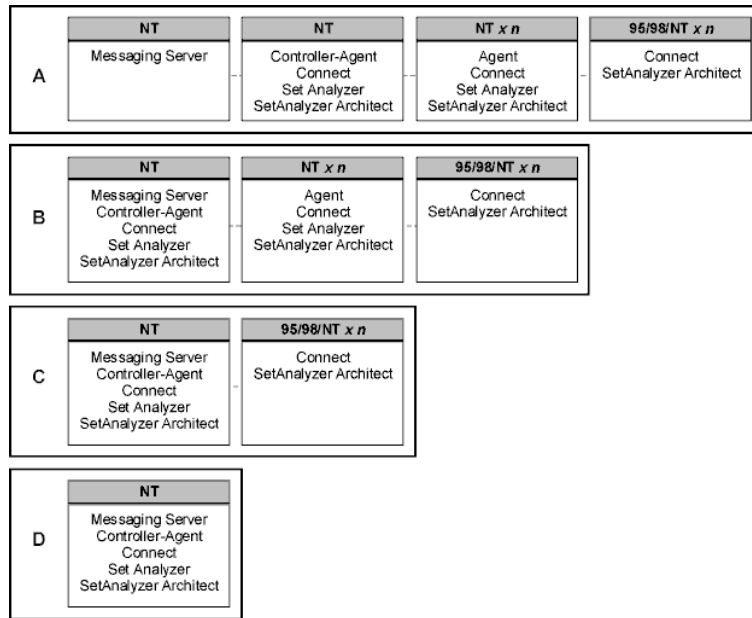 A
NT
Messaging Server
NT
Controller-Agent
Connect
Set Analyzer
SetAnalyzer Architect
NT x n
Agent
Connect
Set Analyzer
SetAnalyzer Architect
95/98/NT x n
Connect
SetAnalyzer Architect
B
NT
Messaging Server
Controller-Agent
Connect
Set Analyzer
SetAnalyzer Architect
NT x n
Agent
Connect
Set Analyzer
SetAnalyzer Architect
95/98/NT x n
Connect
SetAnalyzer Architect
C
NT
Messaging Server
Controller-Agent
Connect
Set Analyzer
SetAnalyzer Architect
95/98/NT x n
Connect
SetAnalyzer Architect
D
NT
Messaging Server
Controller-Agent
Connect
Set Analyzer
SetAnalyzer Architect